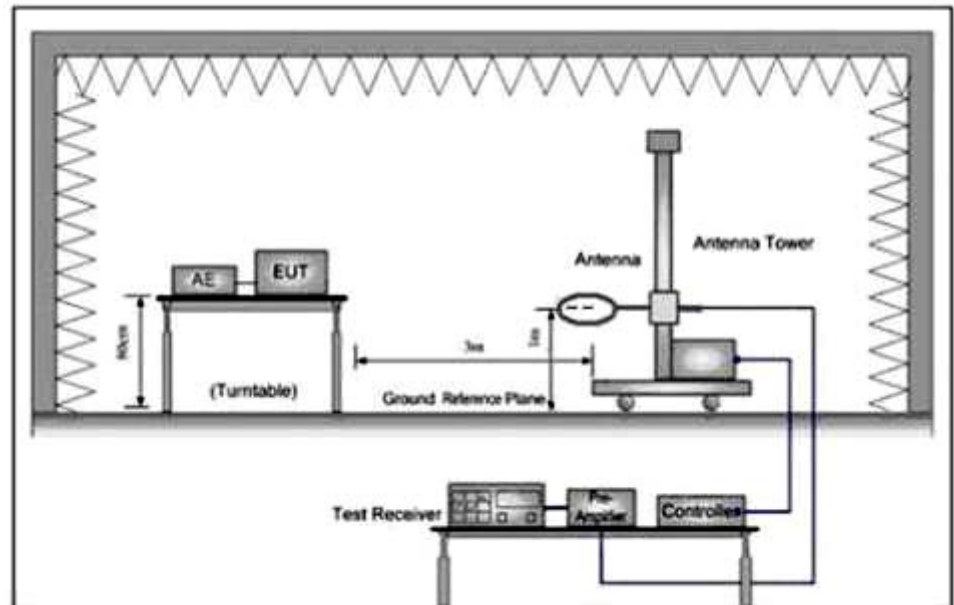 Antenna Tower
Antenna
AE
EUT
80cm
3m
1m
(Turntable)
Ground Reference Plane
Test Receiver
Pre-
Amplifier
Controller